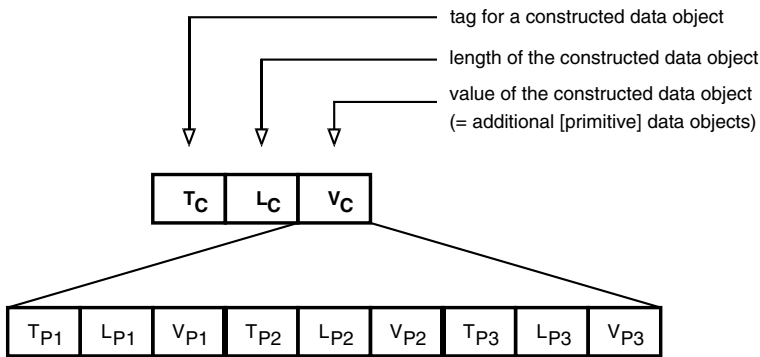 tag for a constructed data object
length of the constructed data object
value of the constructed data object
(= additional [primitive] data objects)
TC LC VC
TP1 LP1 VP1 TP2 LP2 VP2 TP3 LP3 VP3